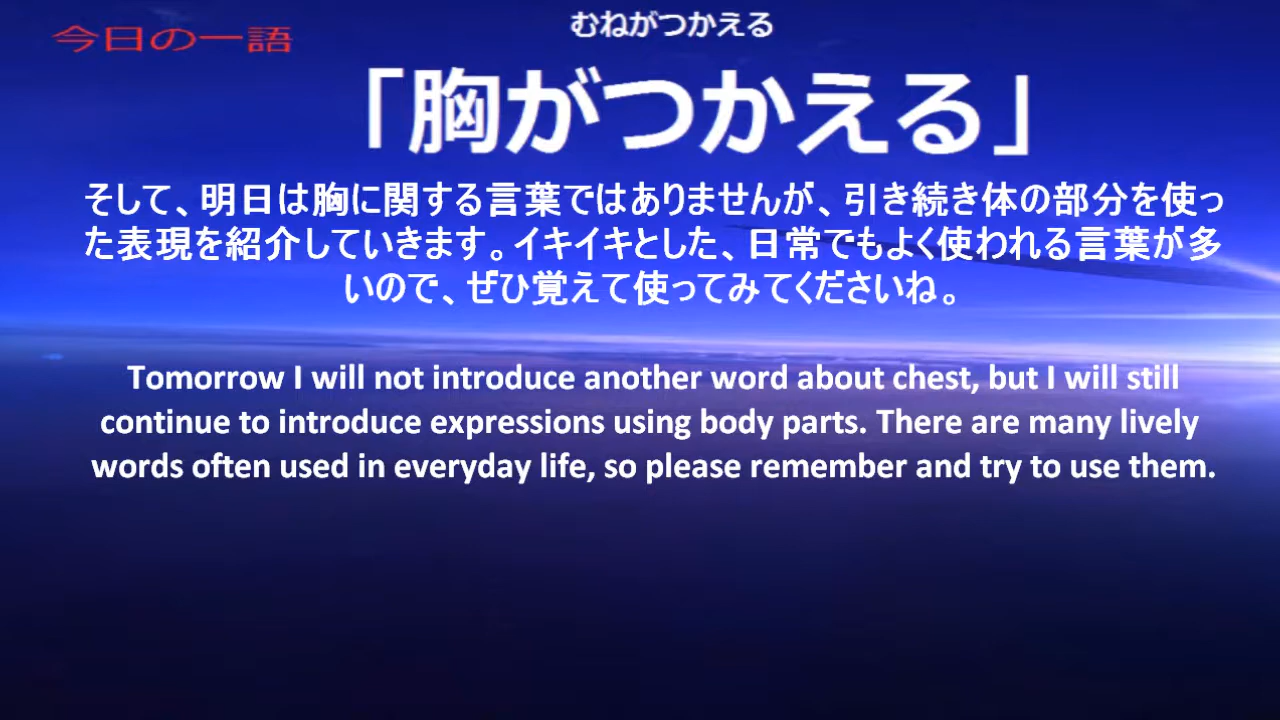 今日の一語
むねがつかえる
「胸がつかえる」
そして、明日は胸に関する言葉ではありませんが、引き続き体の部分を使っ
た表現を紹介していきます。イキイキとした、日常でもよく使われる言葉が多
いので、ぜひ覚えて使ってみてくださいね。
Tomorrow I will not introduce another word about chest, but I will still
continue to introduce expressions using body parts. There are many lively
words often used in everyday life, so please remember and try to use them.